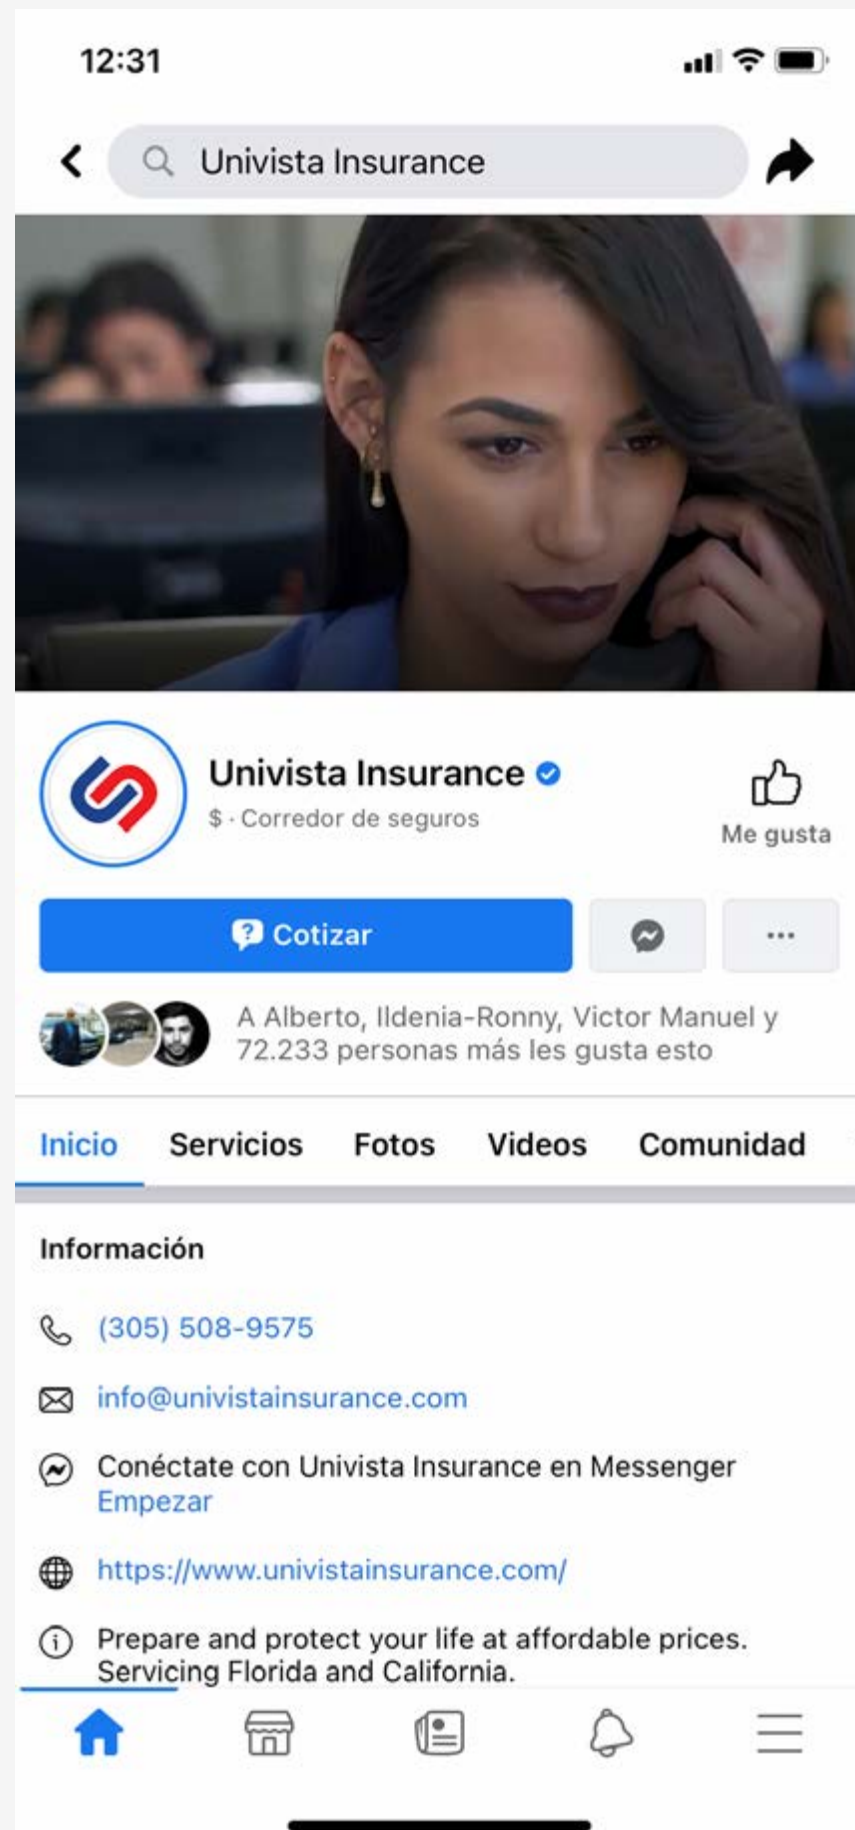 12:31
Univista Insurance
Univista Insurance
$ · Corredor de seguros
Me gusta
Cotizar
A Alberto, Ildenia-Ronny, Victor Manuel y
72.233 personas más les gusta esto
Inicio Servicios Fotos Videos Comunidad
Información
(305) 508-9575
info@univistainsurance.com
Conéctate con Univista Insurance en Messenger
Empezar
https://www.univistainsurance.com/
Prepare and protect your life at affordable prices.
Servicing Florida and California.